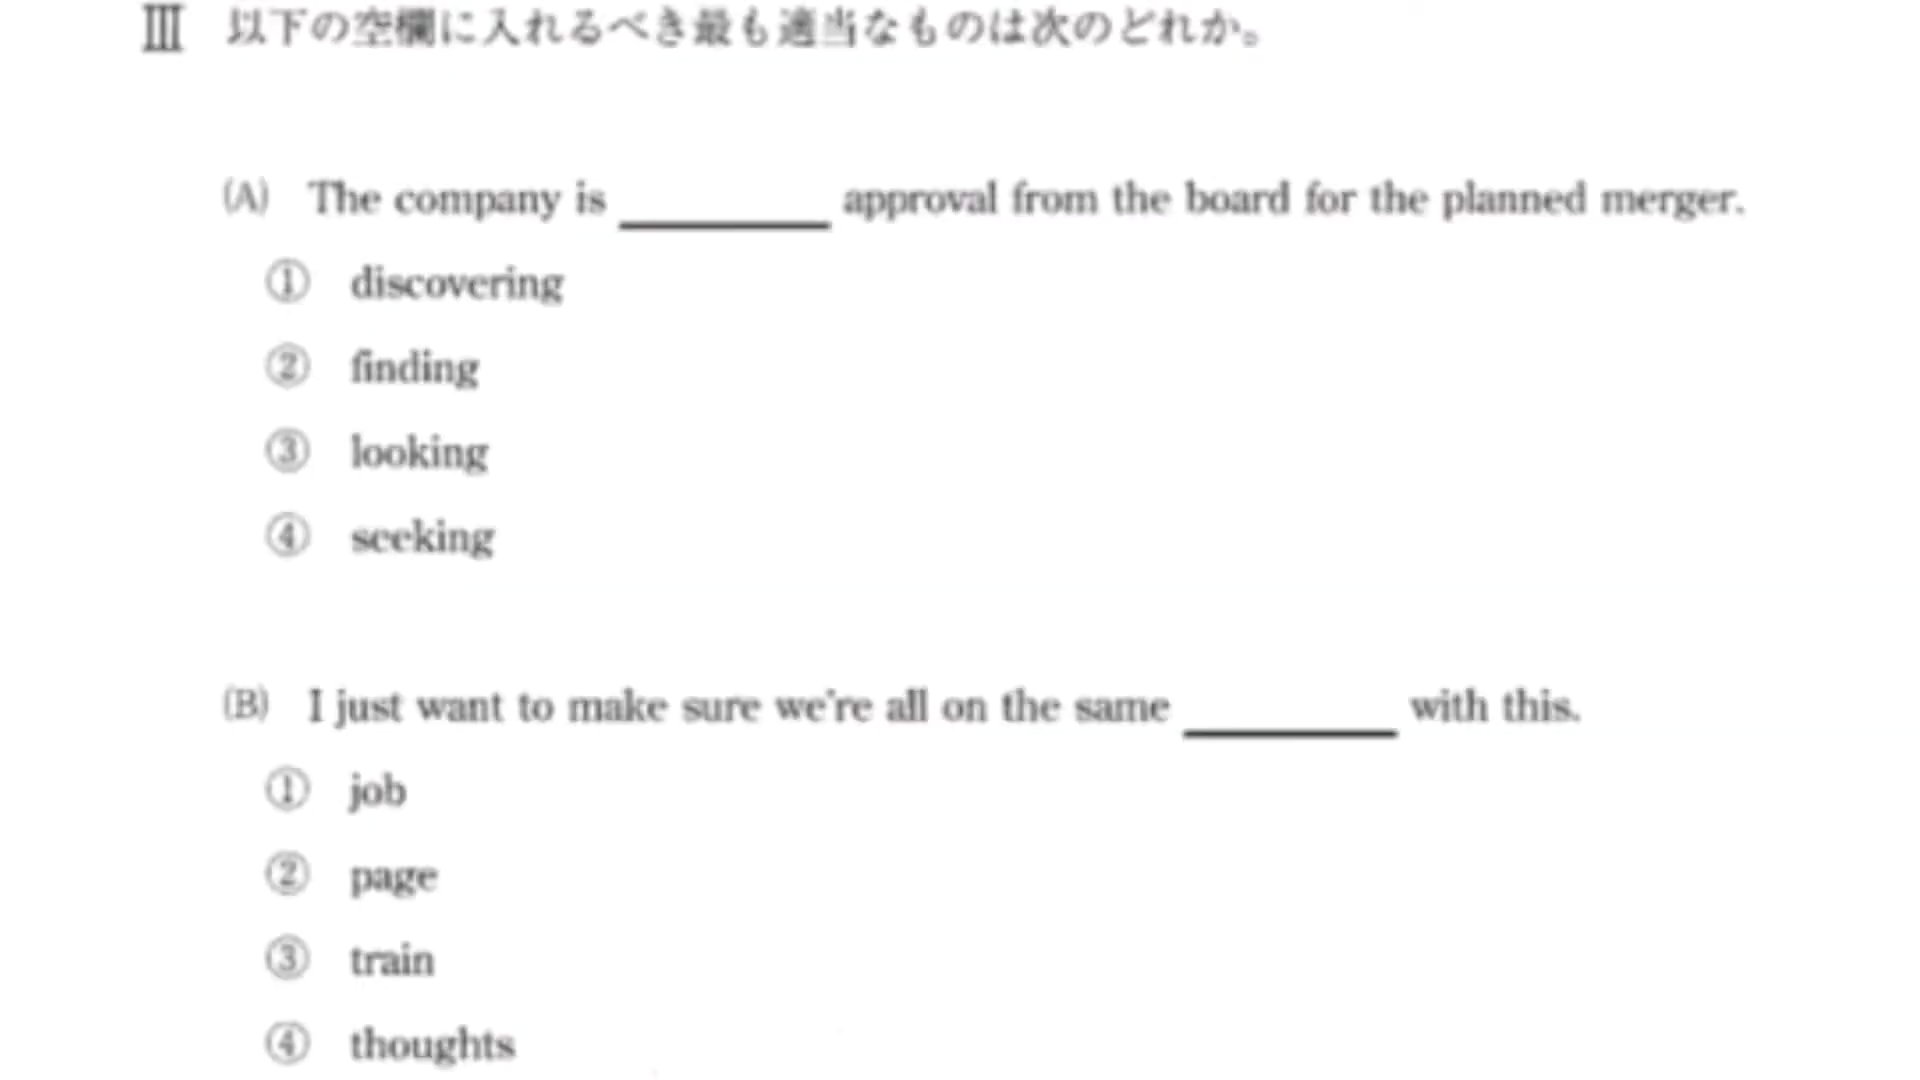 Ⅲ 以下の空欄に入れるべき最も適当なものは次のどれか。
(A) The company is ________ approval from the board for the planned merger.
① discovering
② finding
③ looking
④ seeking
(B) I just want to make sure we're all on the same ________ with this.
① job
② page
③ train
④ thoughts